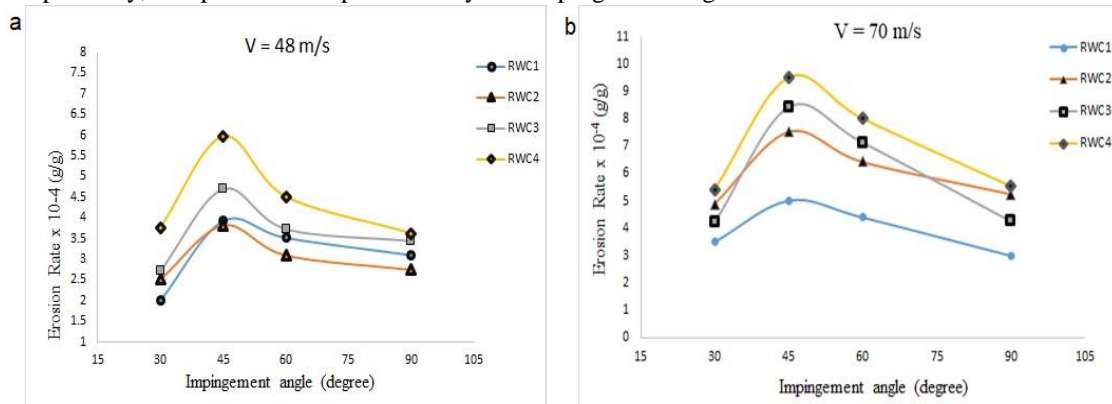 a
V = 48 m/s
8
7.5
7
6.5
6
5.5
5
4.5
4
3.5
3
2.5
2
1.5
1
Erosion Rate x 10-4 (g/g)
15 30 45 60 75 90 105
Impingement angle (degree)
RWC1
RWC2
RWC3
RWC4
b
V = 70 m/s
11
10
9
8
7
6
5
4
3
2
1
0
Erosion Rate x 10⁻⁴ (g/g)
15 30 45 60 75 90 105
Impingement angle (degree)
RWC1
RWC2
RWC3
RWC4